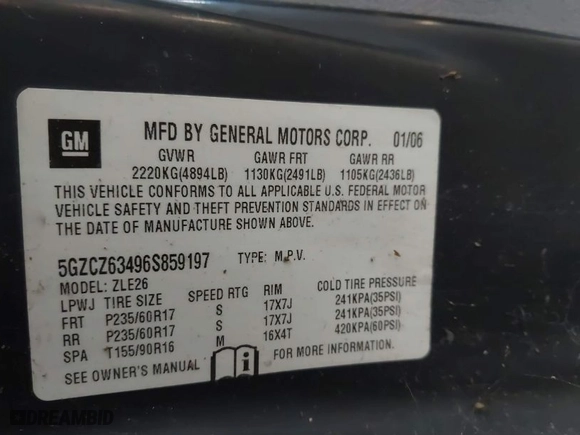 GM
MFD BY GENERAL MOTORS CORP. 01/06
GVWR GAWR FRT GAWR RR
2220KG(4894LB) 1130KG(2491LB) 1105KG(2436LB)
THIS VEHICLE CONFORMS TO ALL APPLICABLE U.S. FEDERAL MOTOR
VEHICLE SAFETY AND THEFT PREVENTION STANDARDS IN EFFECT ON
THE DATE OF MANUFACTURE SHOWN ABOVE.
5GZCZ63496S859197 TYPE: M.P.V.
MODEL: ZLE26
LPWJ TIRE SIZE SPEED RTG RIM COLD TIRE PRESSURE
FRT P235/60R17 S 17X7J 241KPA(35PSI)
RR P235/60R17 S 17X7J 241KPA(35PSI)
SPA T155/90R16 M 16X4T 420KPA(60PSI)
SEE OWNER'S MANUAL FOR MORE INFORMATION.
DREAMBID